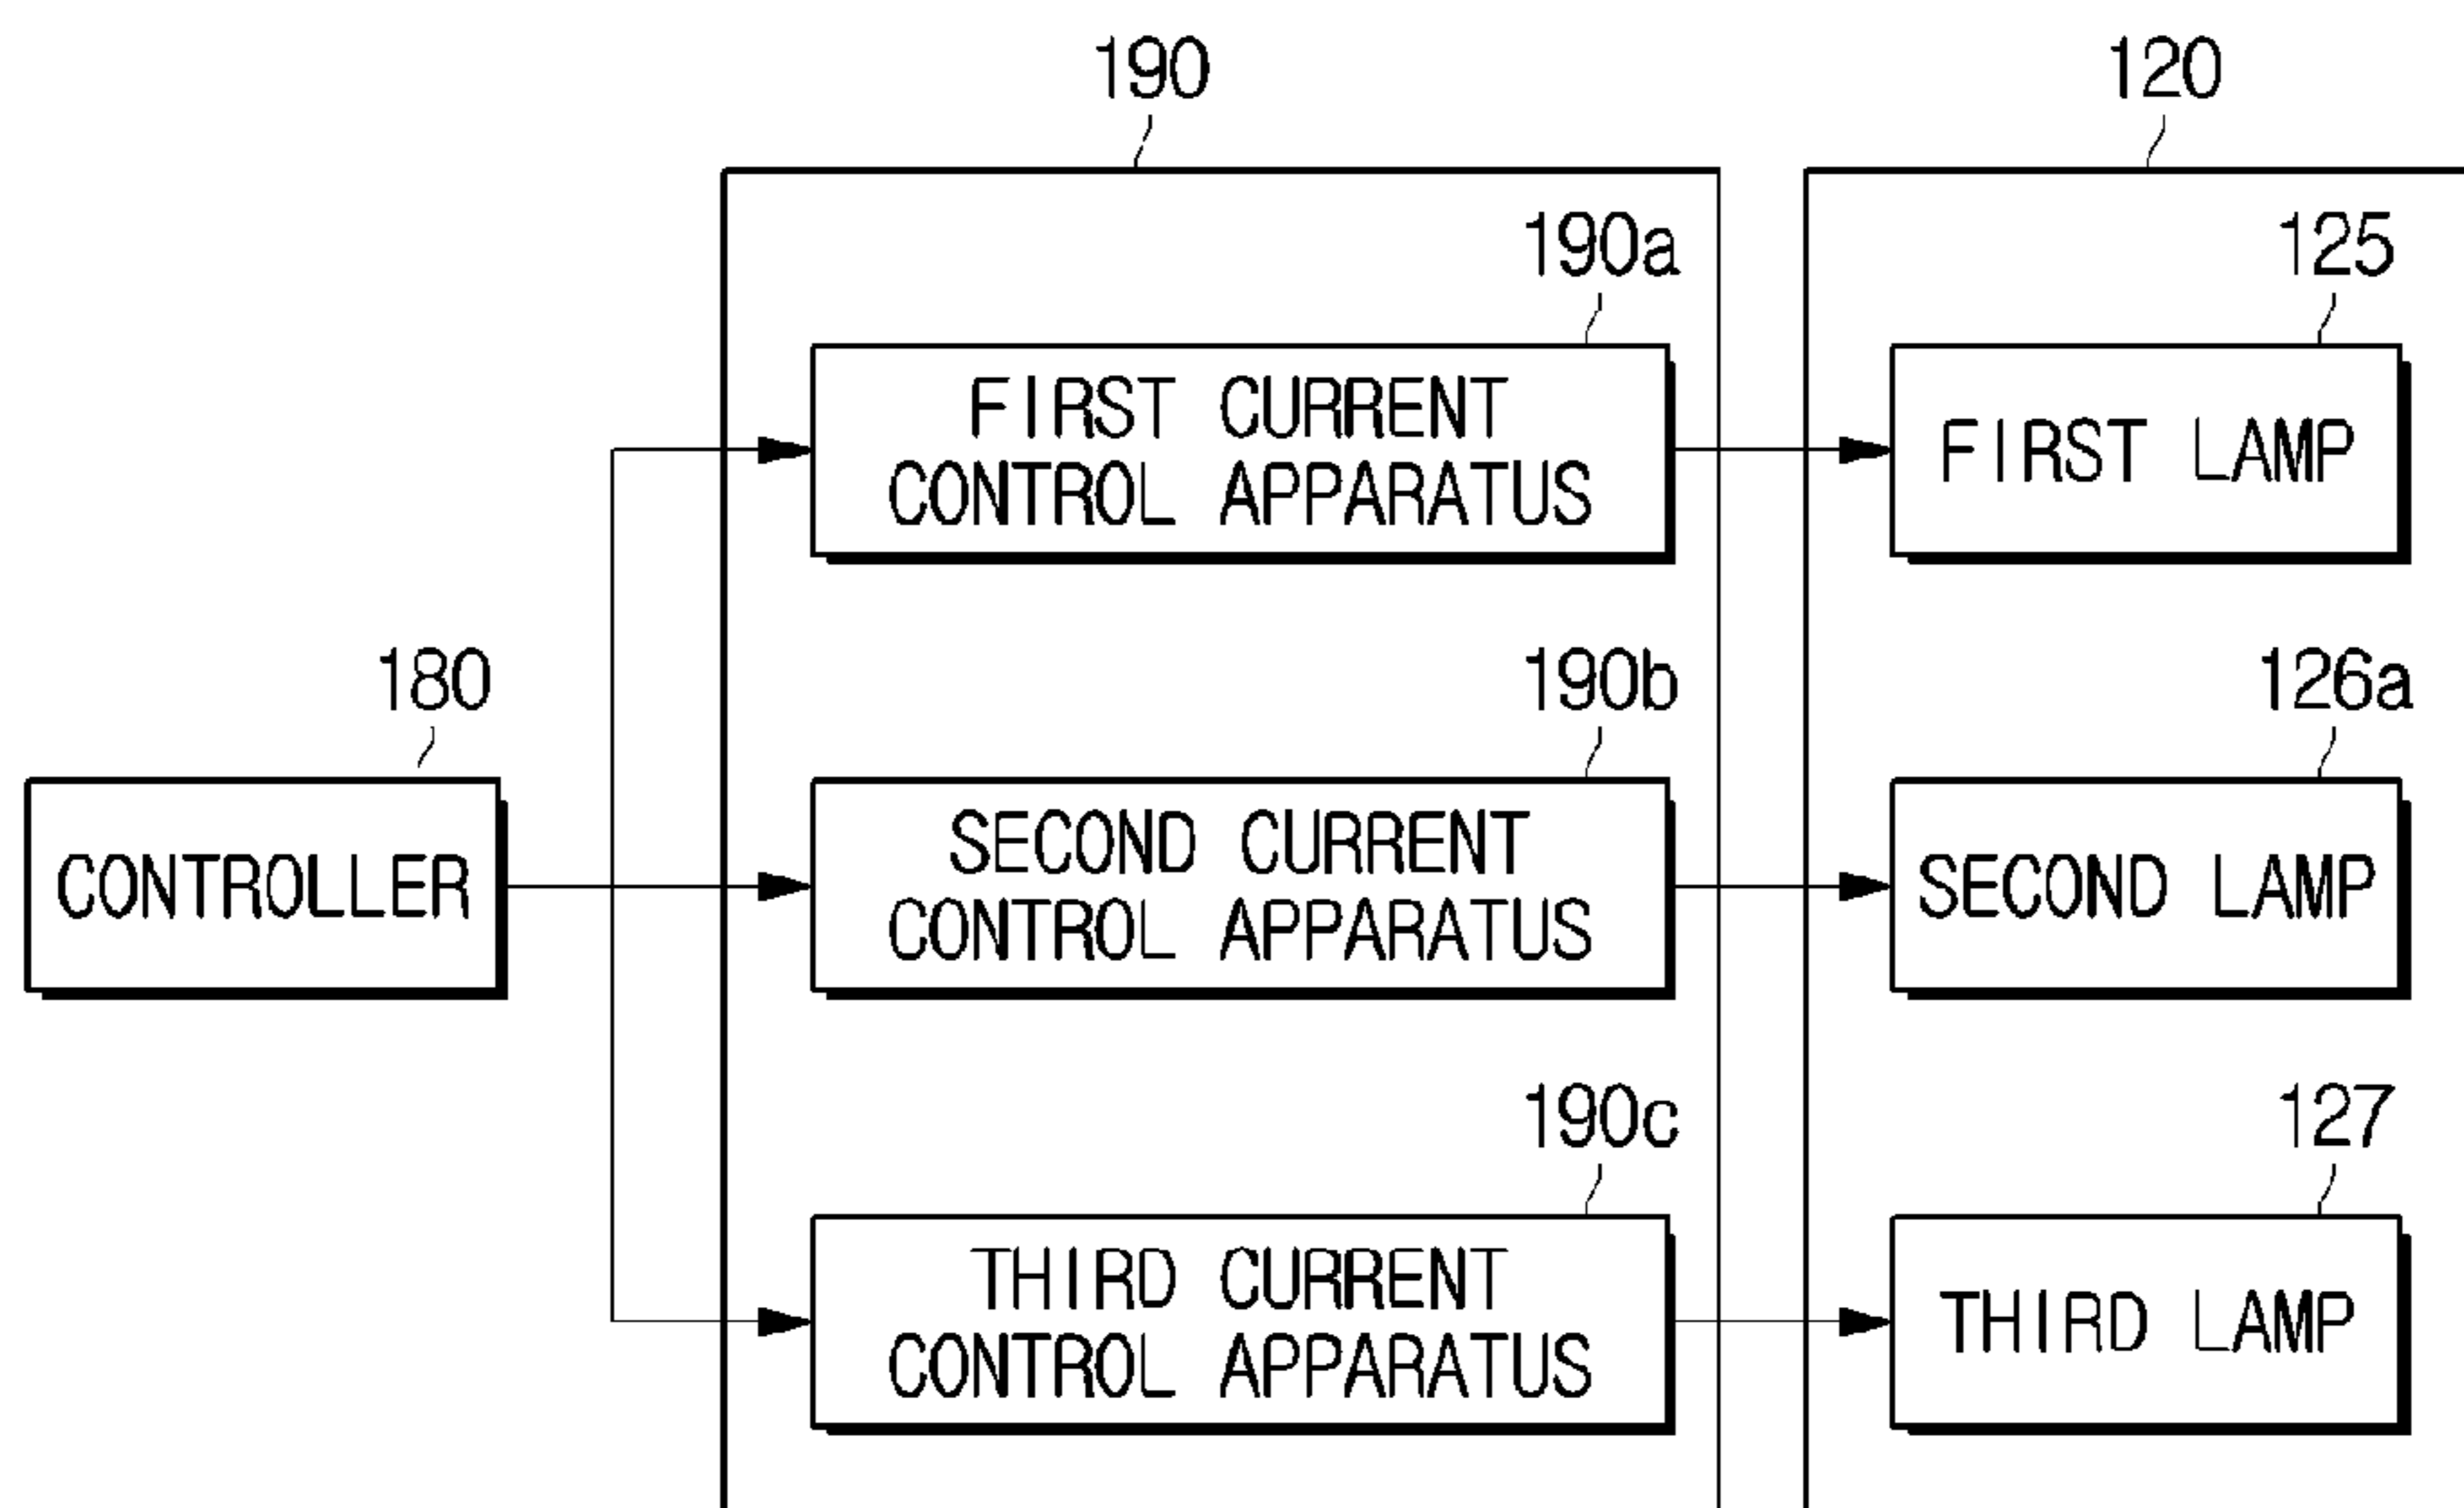 190
120
190a
125
FIRST CURRENT
CONTROL APPARATUS
FIRST LAMP
180
190b
126a
CONTROLLER
SECOND CURRENT
CONTROL APPARATUS
SECOND LAMP
190c
127
THIRD CURRENT
CONTROL APPARATUS
THIRD LAMP